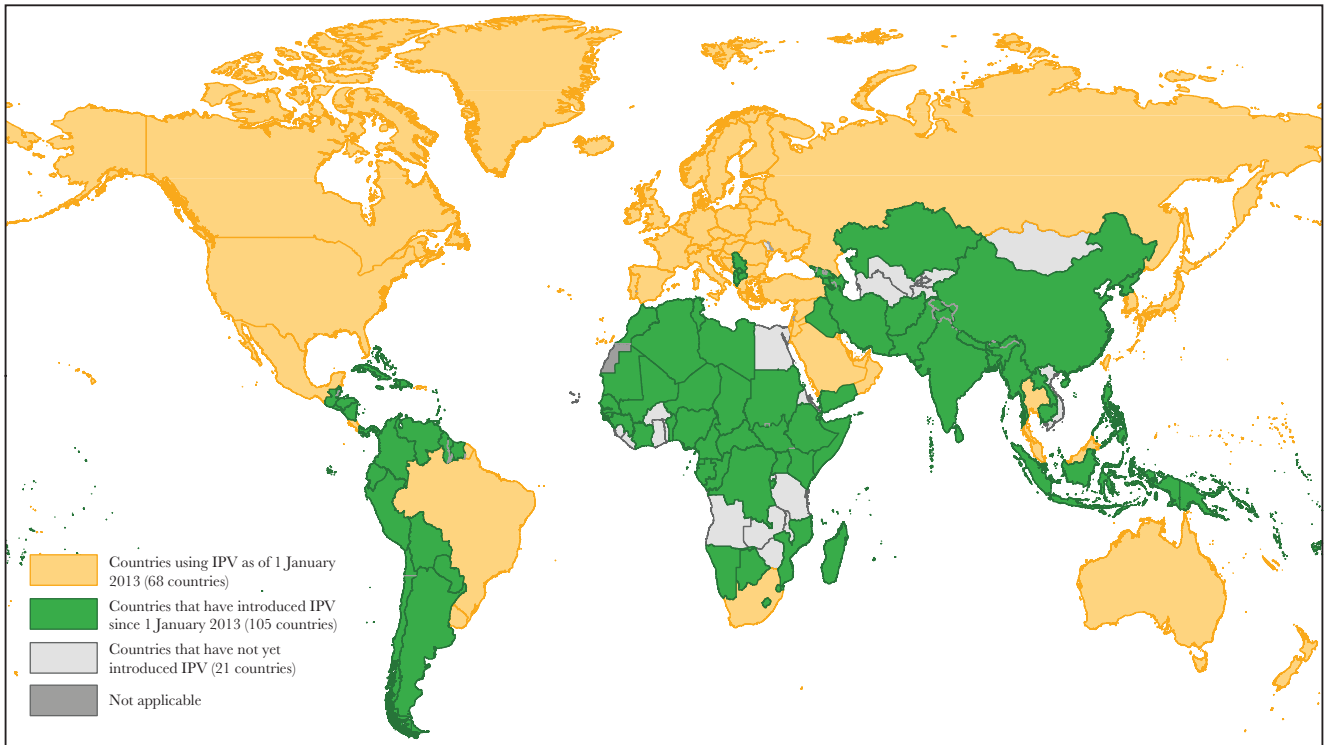 Countries using IPV as of 1 January
2013 (68 countries)
Countries that have introduced IPV
since 1 January 2013 (105 countries)
Countries that have not yet
introduced IPV (21 countries)
Not applicable